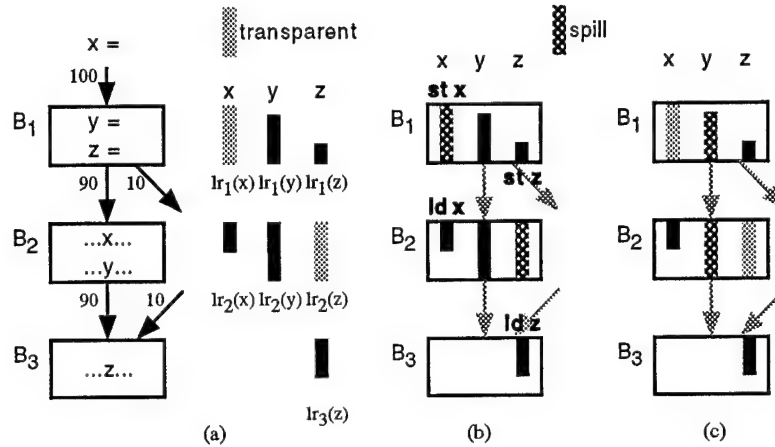 transparent
spill
x =
100
x y z
x y z
x y z
st x
B1
y =
z =
B1
B1
90 10
lr1(x) lr1(y) lr1(z)
st z
ld x
B2
...x...
...y...
B2
B2
90 10
lr2(x) lr2(y) lr2(z)
ld z
B3
...z...
B3
B3
lr3(z)
(a)
(b)
(c)